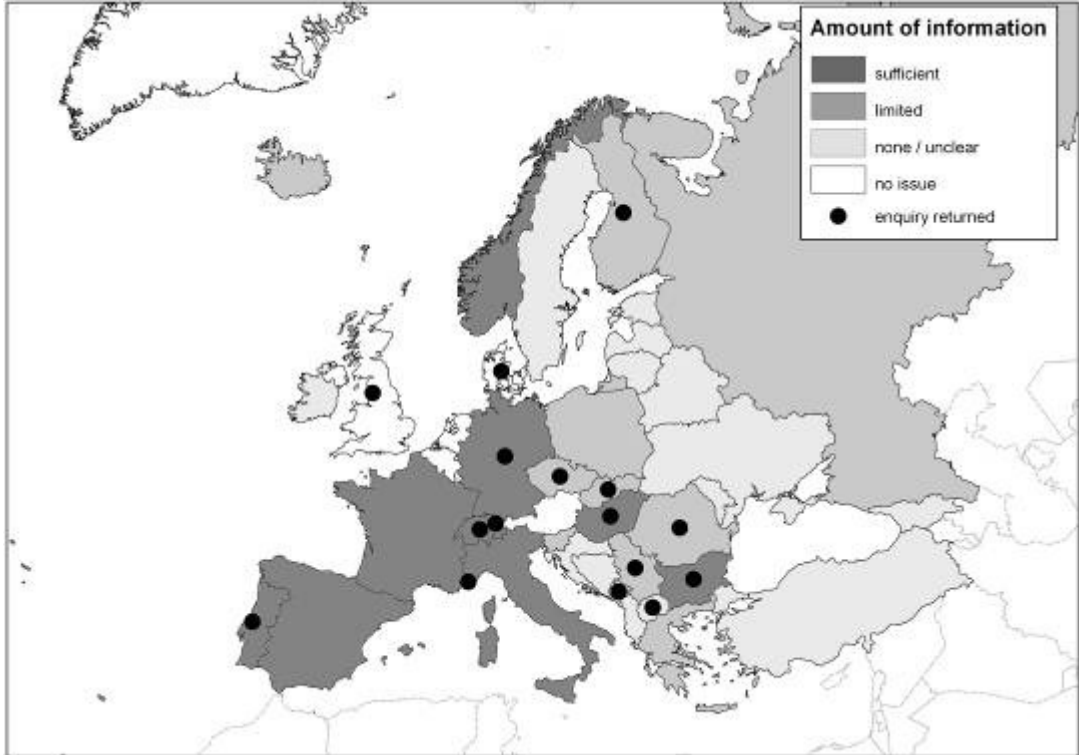 Amount of information
sufficient
limited
none / unclear
no issue
enquiry returned